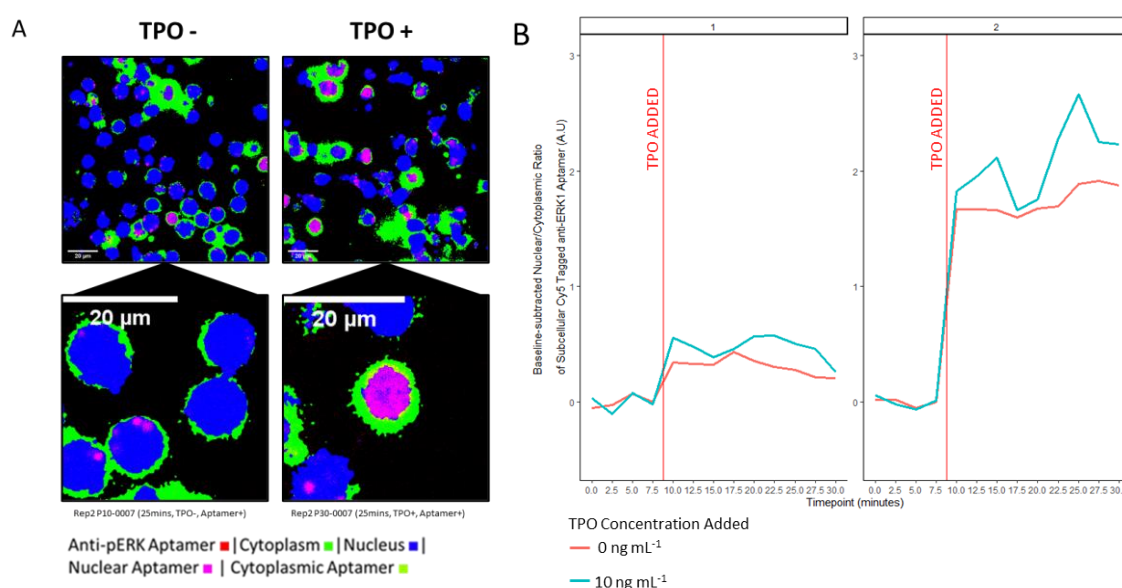 A
TPO -
TPO +
20 µm
20 µm
20 µm
20 µm
Rep2 P10-0007 (25mins, TPO-, Aptamer+)
Rep2 P30-0007 (25mins, TPO+, Aptamer+)
Anti-pERK Aptamer | Cytoplasm | Nucleus |
Nuclear Aptamer | Cytoplasmic Aptamer
B
Baseline-subtracted Nuclear/Cytoplasmic Ratio
of Subcellular Cy5 Tagged anti-ERK1 Aptamer (A.U)
1
2
3
2
1
0
3
2
1
0
TPO ADDED
TPO ADDED
0.0 2.5 5.0 7.5 10.0 12.5 15.0 17.5 20.0 22.5 25.0 27.5 30.0
0.0 2.5 5.0 7.5 10.0 12.5 15.0 17.5 20.0 22.5 25.0 27.5 30.
Timepoint (minutes)
TPO Concentration Added
0 ng mL⁻¹
10 ng mL⁻¹